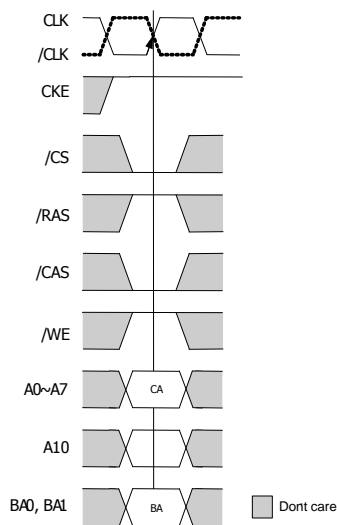 CLK
/CLK
CKE
/CS
/RAS
/CAS
/WE
A0~A7
CA
A10
BA0, BA1
BA
Dont care